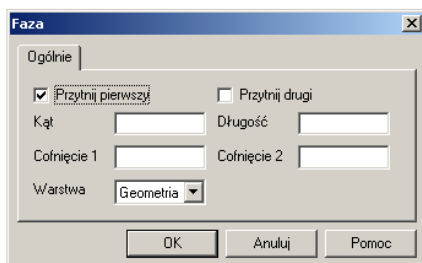 Faza
Ogólnie
Przytnij pierwszy Przytnij drugi
Kąt Długość
Cofnięcie 1 Cofnięcie 2
Warstwa Geometria
OK Anuluj Pomoc